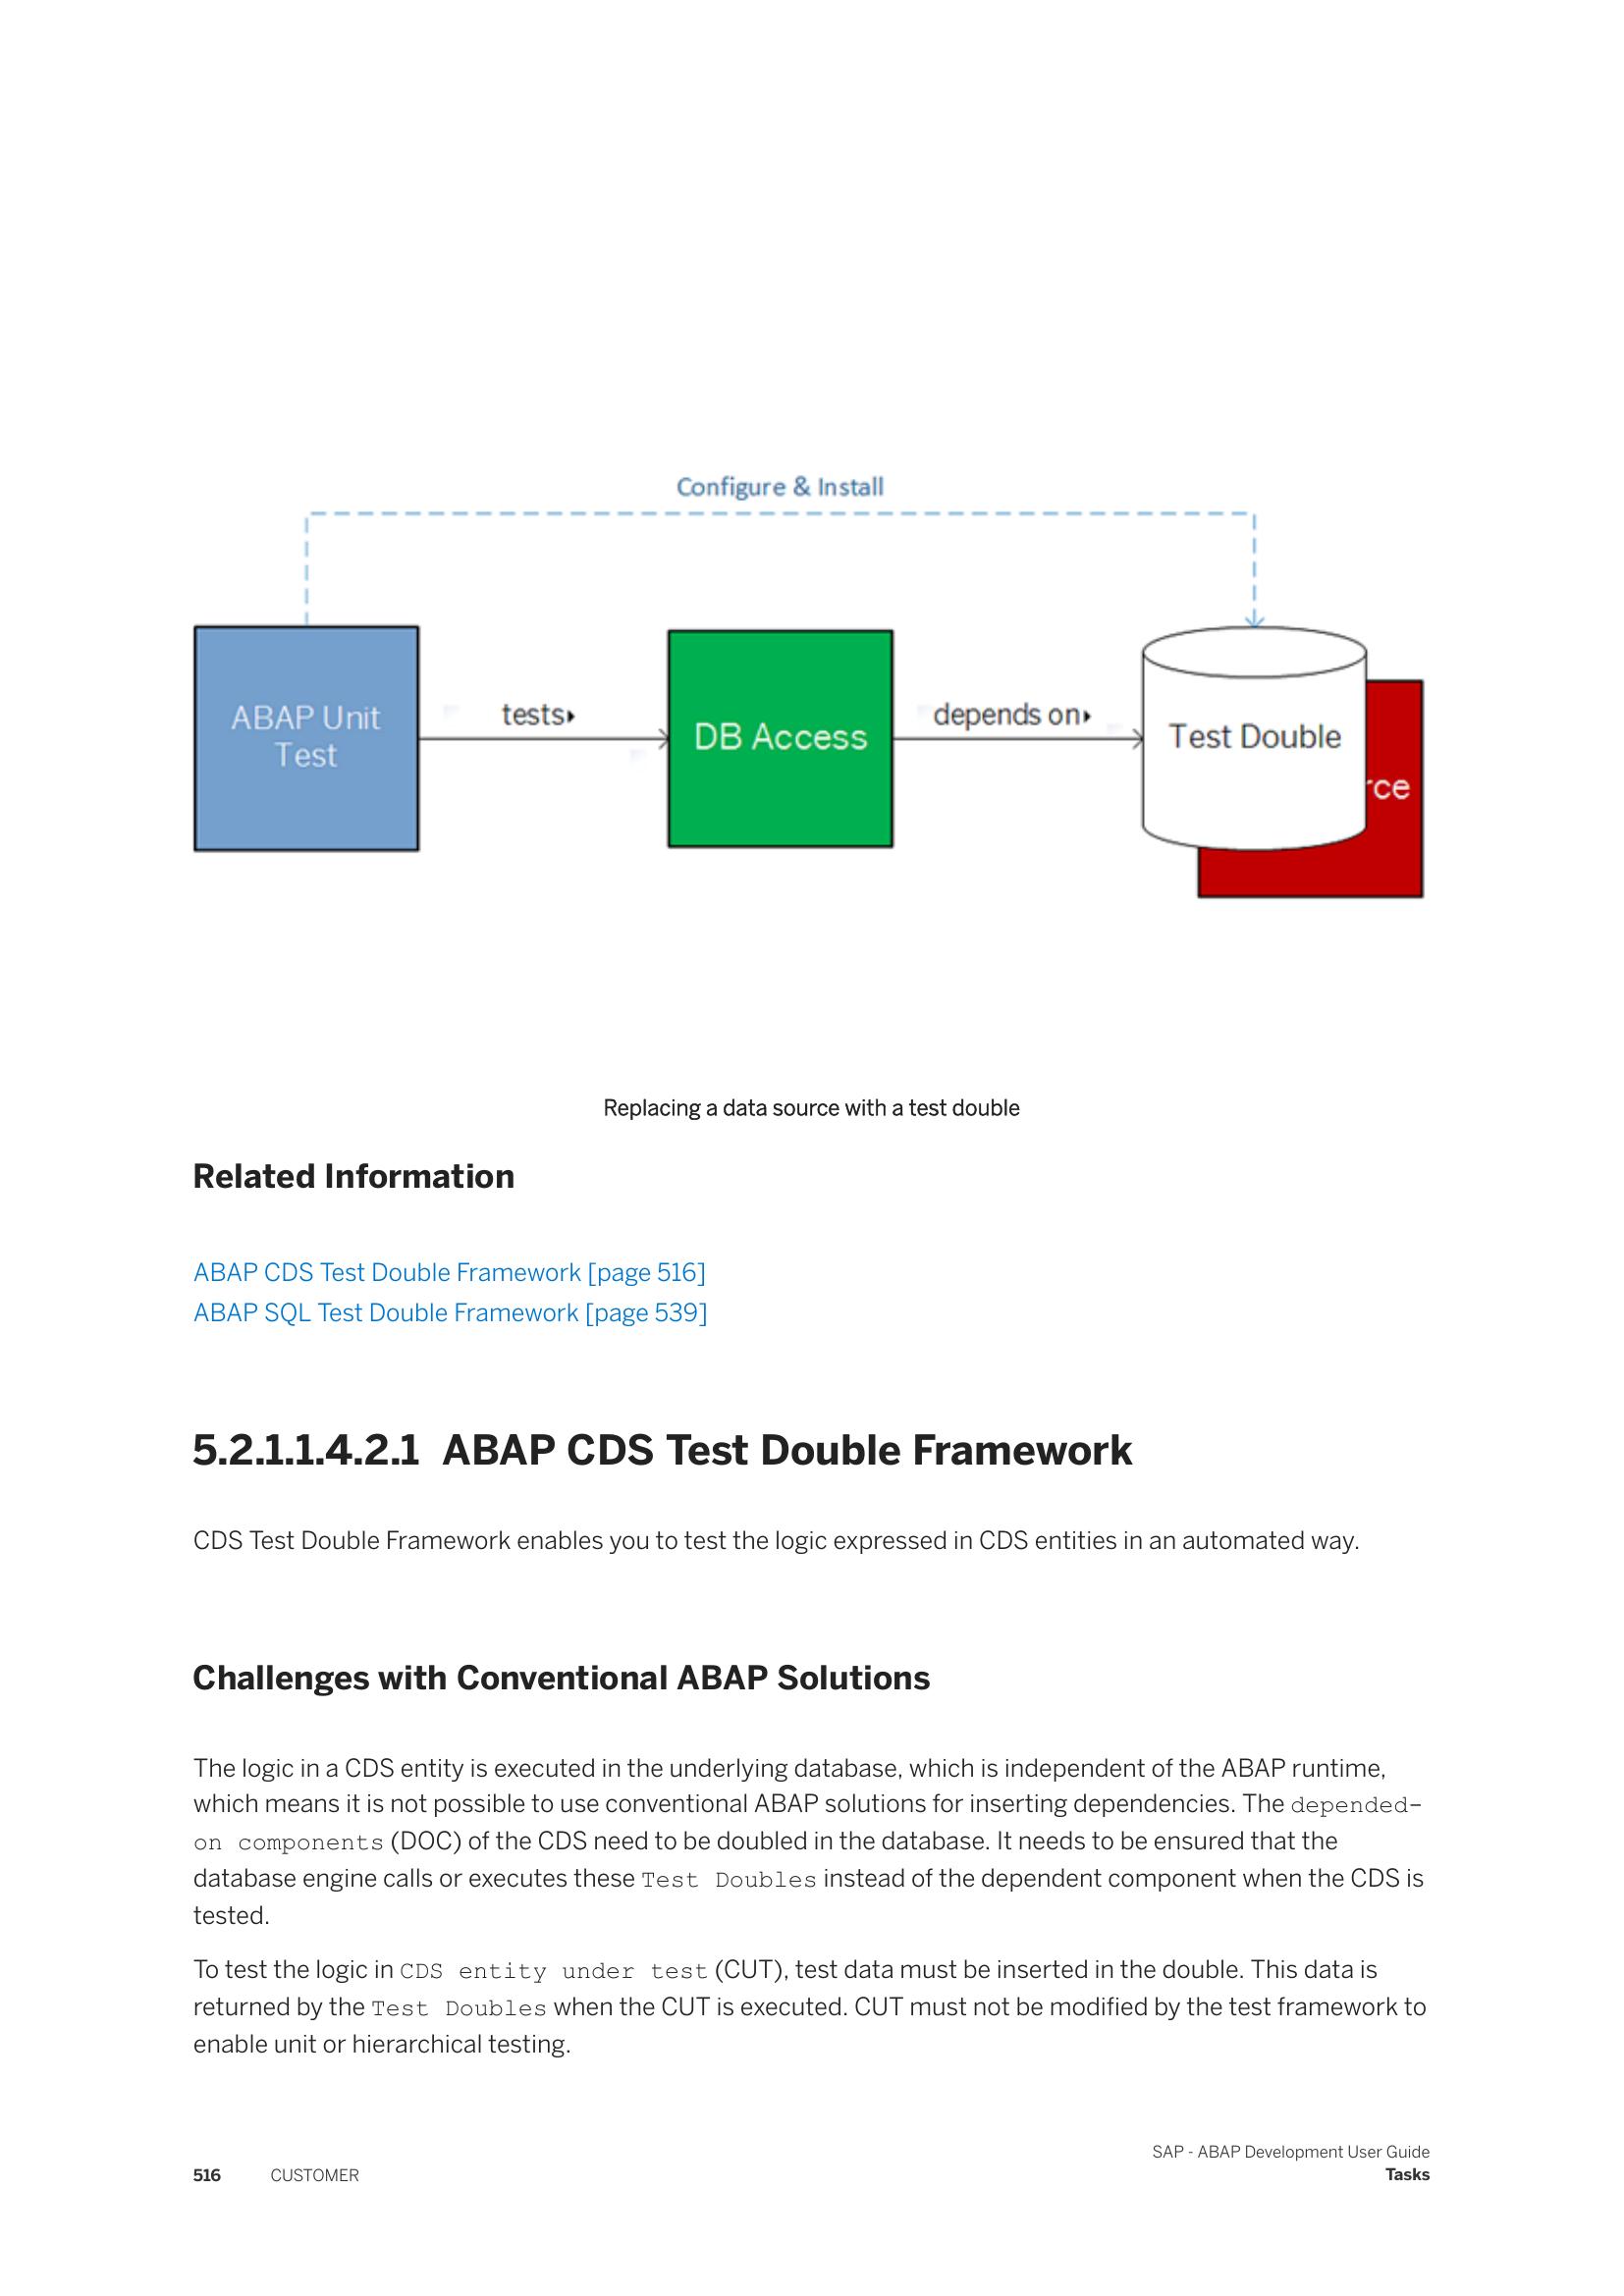 Configure & Install
ABAP Unit
Test
tests
DB Access
depends on
Test Double
rce
Replacing a data source with a test double
Related Information
ABAP CDS Test Double Framework [page 516]
ABAP SQL Test Double Framework [page 539]
5.2.1.1.4.2.1 ABAP CDS Test Double Framework
CDS Test Double Framework enables you to test the logic expressed in CDS entities in an automated way.
Challenges with Conventional ABAP Solutions
The logic in a CDS entity is executed in the underlying database, which is independent of the ABAP runtime,
which means it is not possible to use conventional ABAP solutions for inserting dependencies. The depended-
on components (DOC) of the CDS need to be doubled in the database. It needs to be ensured that the
database engine calls or executes these Test Doubles instead of the dependent component when the CDS is
tested.
To test the logic in CDS entity under test (CUT), test data must be inserted in the double. This data is
returned by the Test Doubles when the CUT is executed. CUT must not be modified by the test framework to
enable unit or hierarchical testing.
SAP - ABAP Development User Guide
516 CUSTOMER Tasks